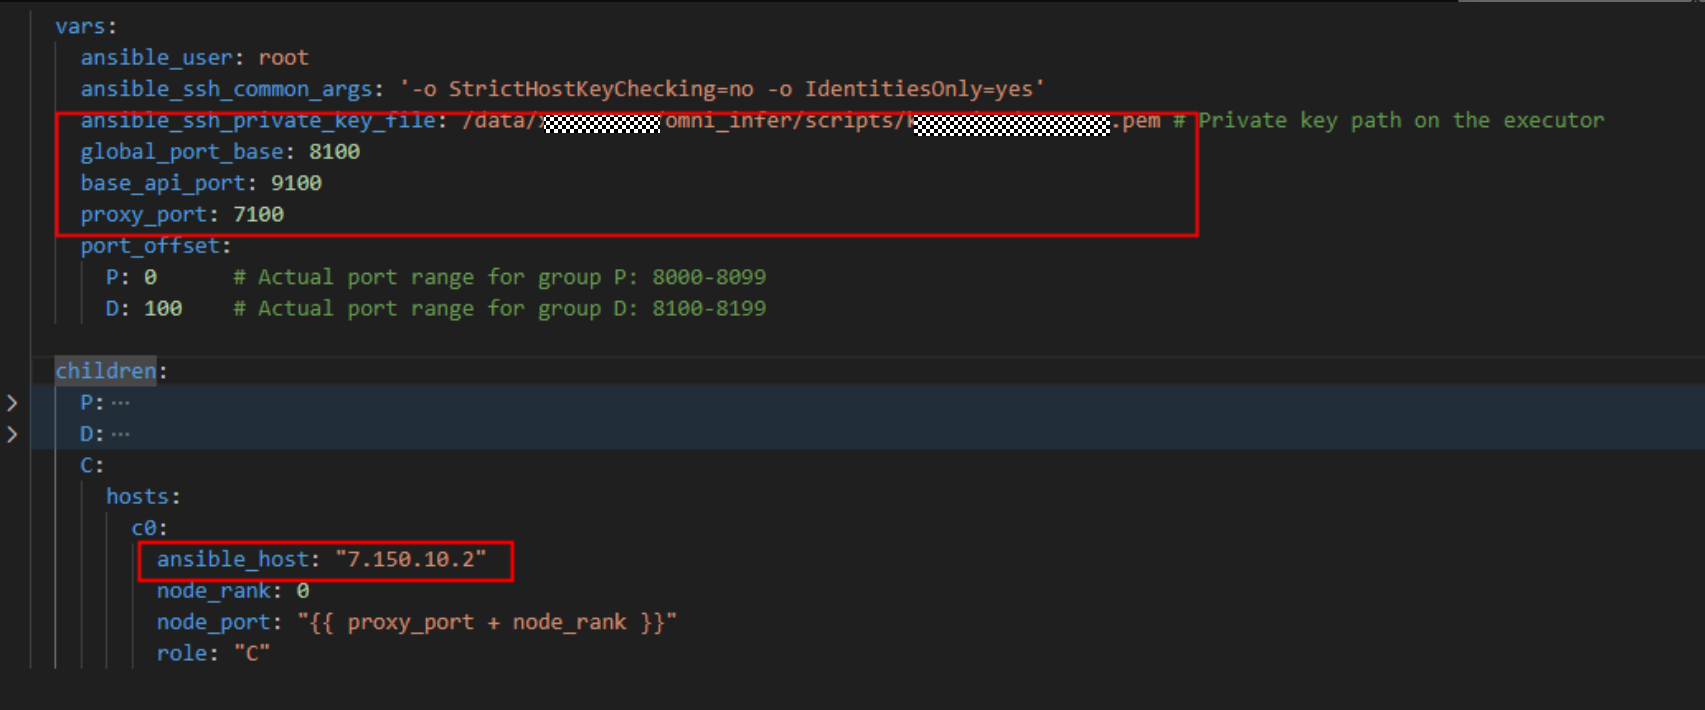 vars:
ansible_user: root
ansible_ssh_common_args: '-o StrictHostKeyChecking=no -o IdentitiesOnly=yes'
ansible_ssh_private_key_file: /data/ /omni_infer/scripts/ .pem # Private key path on the executor
global_port_base: 8100
base_api_port: 9100
proxy_port: 7100
port_offset:
P: 0 # Actual port range for group P: 8000-8099
D: 100 # Actual port range for group D: 8100-8199
children:
P: ···
D: ···
C:
hosts:
c0:
ansible_host: "7.150.10.2"
node_rank: 0
node_port: "{{ proxy_port + node_rank }}"
role: "C"